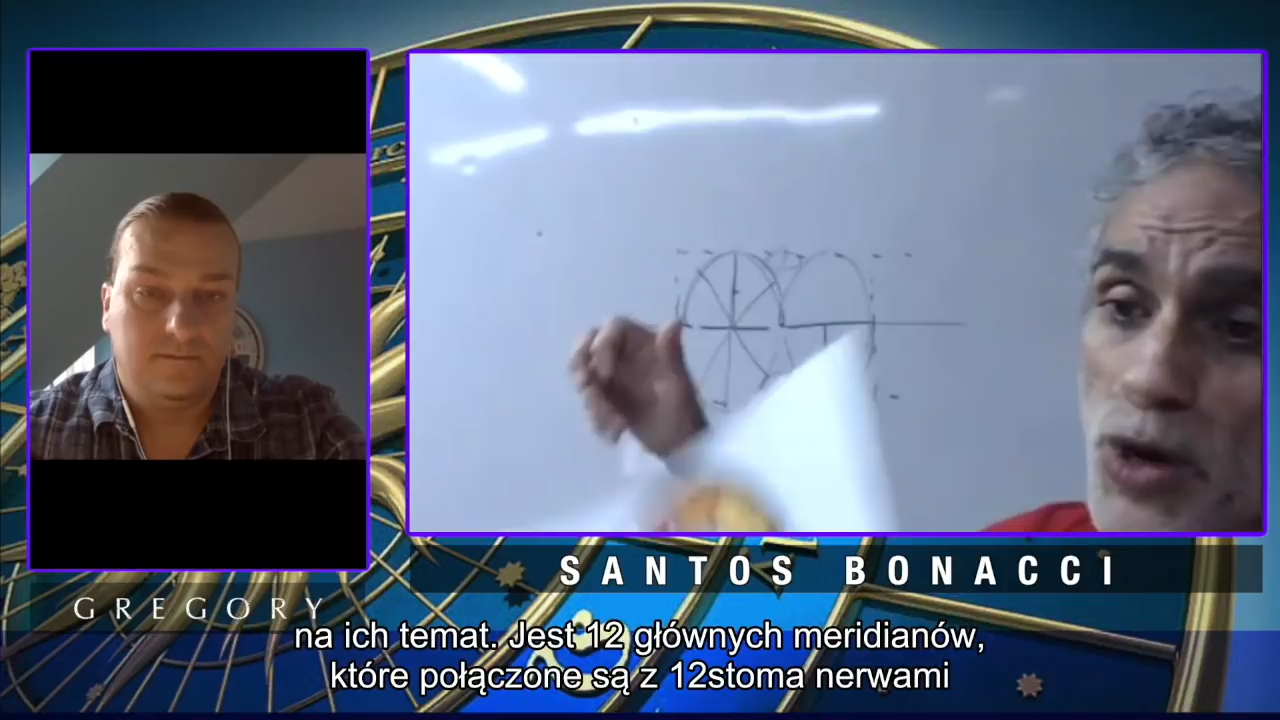 SANTOS BONACCI
GREGORY
na ich temat. Jest 12 głównych meridianów,
które połączone są z 12stoma nerwami